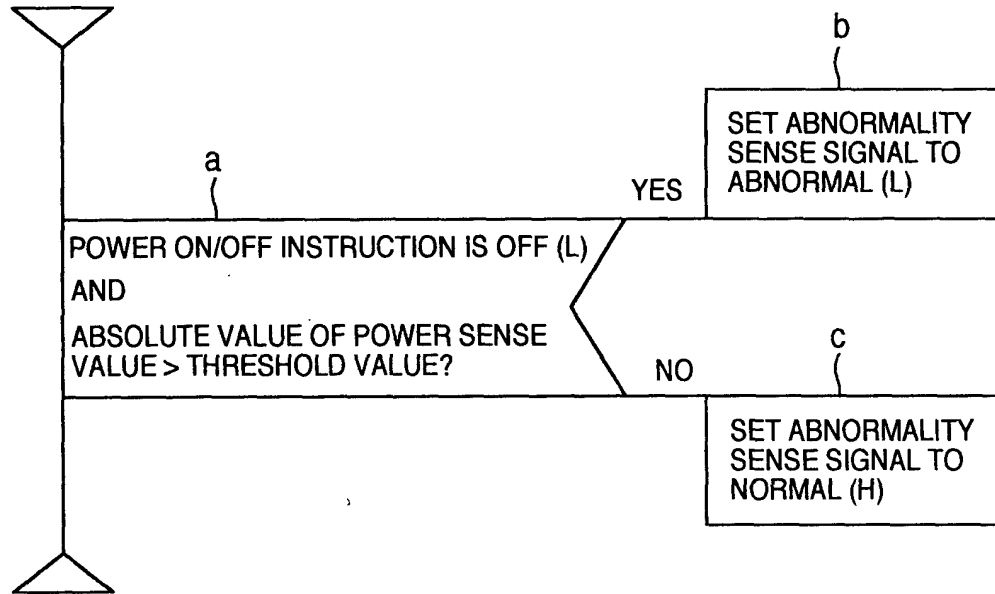 b
SET ABNORMALITY
SENSE SIGNAL TO
ABNORMAL (L)
a
YES
POWER ON/OFF INSTRUCTION IS OFF (L)
AND
ABSOLUTE VALUE OF POWER SENSE
VALUE > THRESHOLD VALUE?
NO
c
SET ABNORMALITY
SENSE SIGNAL TO
NORMAL (H)